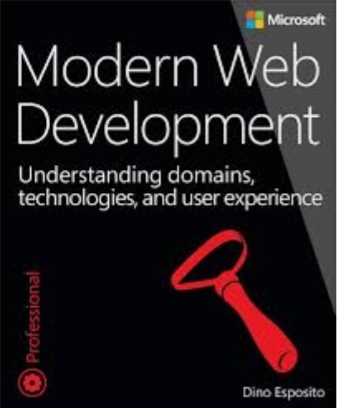 Microsoft
Modern Web
Development
Understanding domains,
technologies, and user experience
Professional
Dino Esposito